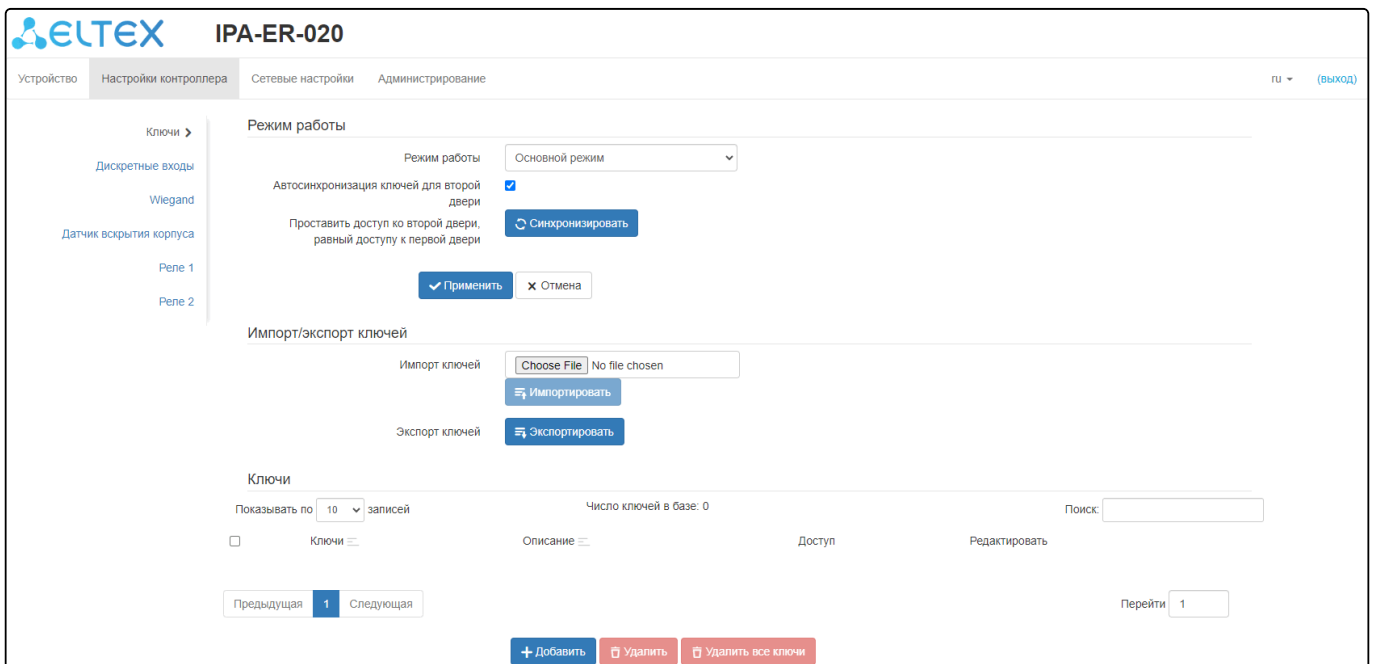 ELTEX IPA-ER-020
Устройство Настройки контроллера Сетевые настройки Администрирование ru (выход)
Ключи
Дискретные входы
Wiegand
Датчик вскрытия корпуса
Реле 1
Реле 2
Режим работы
Режим работы Основной режим
Автосинхронизация ключей для второй
двери
Проставить доступ ко второй двери,
равный доступу к первой двери
Синхронизировать
Применить Отмена
Импорт/экспорт ключей
Импорт ключей Choose File No file chosen
Импортировать
Экспорт ключей Экспортировать
Ключи
Показывать по 10 записей Число ключей в базе: 0 Поиск:
Ключи Описание Доступ Редактировать
Предыдущая 1 Следующая Перейти 1
Добавить Удалить Удалить все ключи